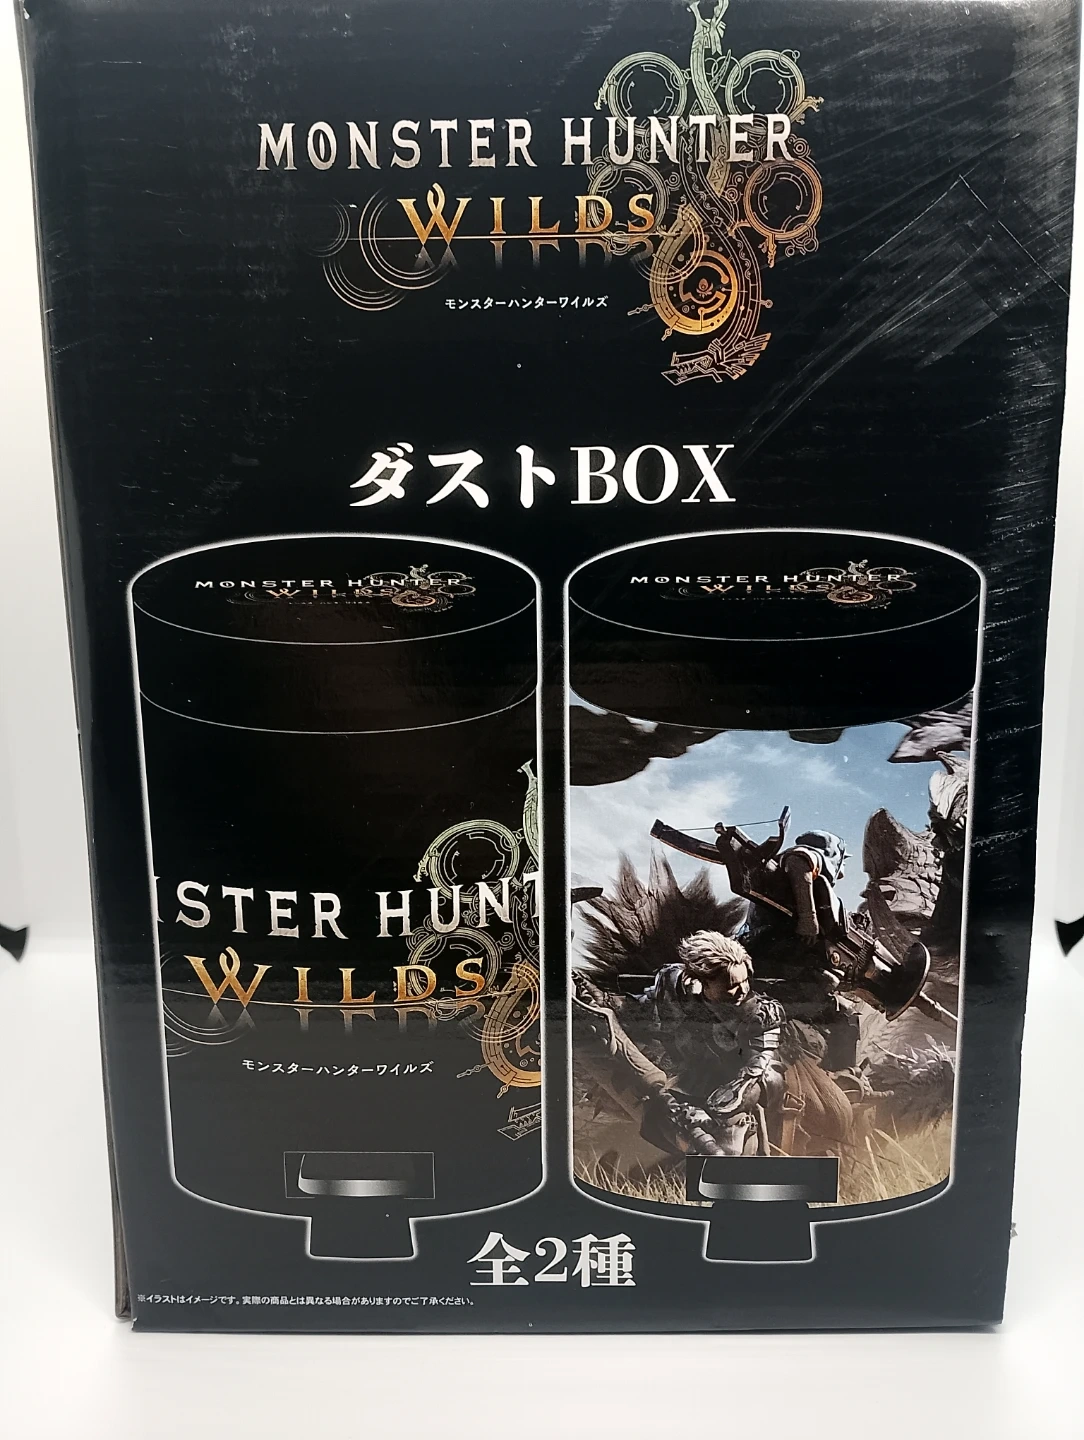 MONSTER HUNTER
WILDS
モンスターハンターワイルズ
ダストBOX
MONSTER HUNTER
WILDS
MONSTER HUNTER
WILDS
STER HUNT
WILDS
モンスターハンターワイルズ
全2種
※イラストはイメージです。実際の商品とは異なる場合がありますのでご了承ください。